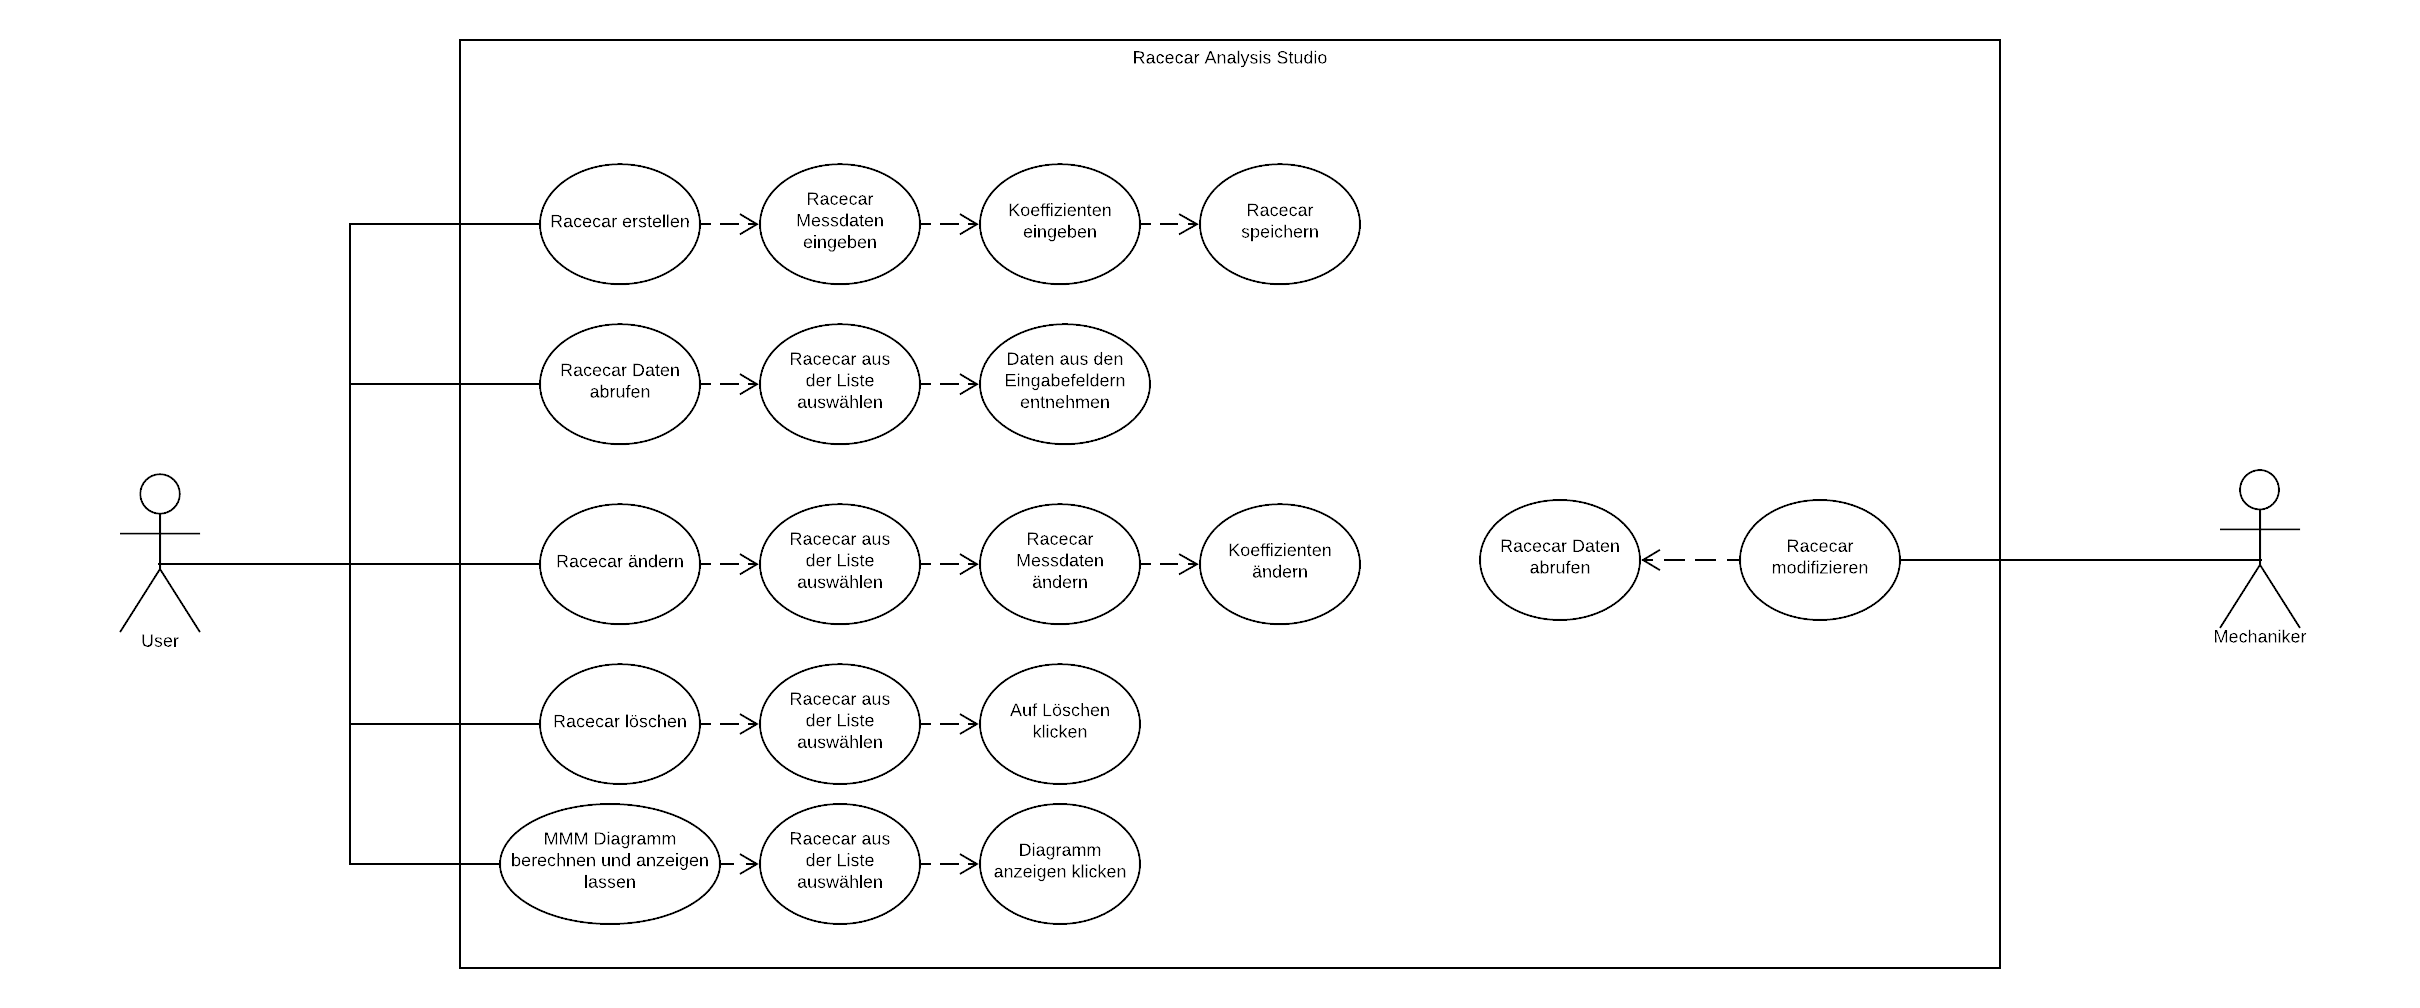 Racecar Analysis Studio
Racecar erstellen
Racecar
Messdaten
eingeben
Koeffizienten
eingeben
Racecar
speichern
Racecar Daten
abrufen
Racecar aus
der Liste
auswählen
Daten aus den
Eingabefeldern
entnehmen
Racecar ändern
Racecar aus
der Liste
auswählen
Racecar
Messdaten
ändern
Koeffizienten
ändern
Racecar Daten
abrufen
Racecar
modifizieren
User
Mechaniker
Racecar löschen
Racecar aus
der Liste
auswählen
Auf Löschen
klicken
MMM Diagramm
berechnen und anzeigen
lassen
Racecar aus
der Liste
auswählen
Diagramm
anzeigen klicken